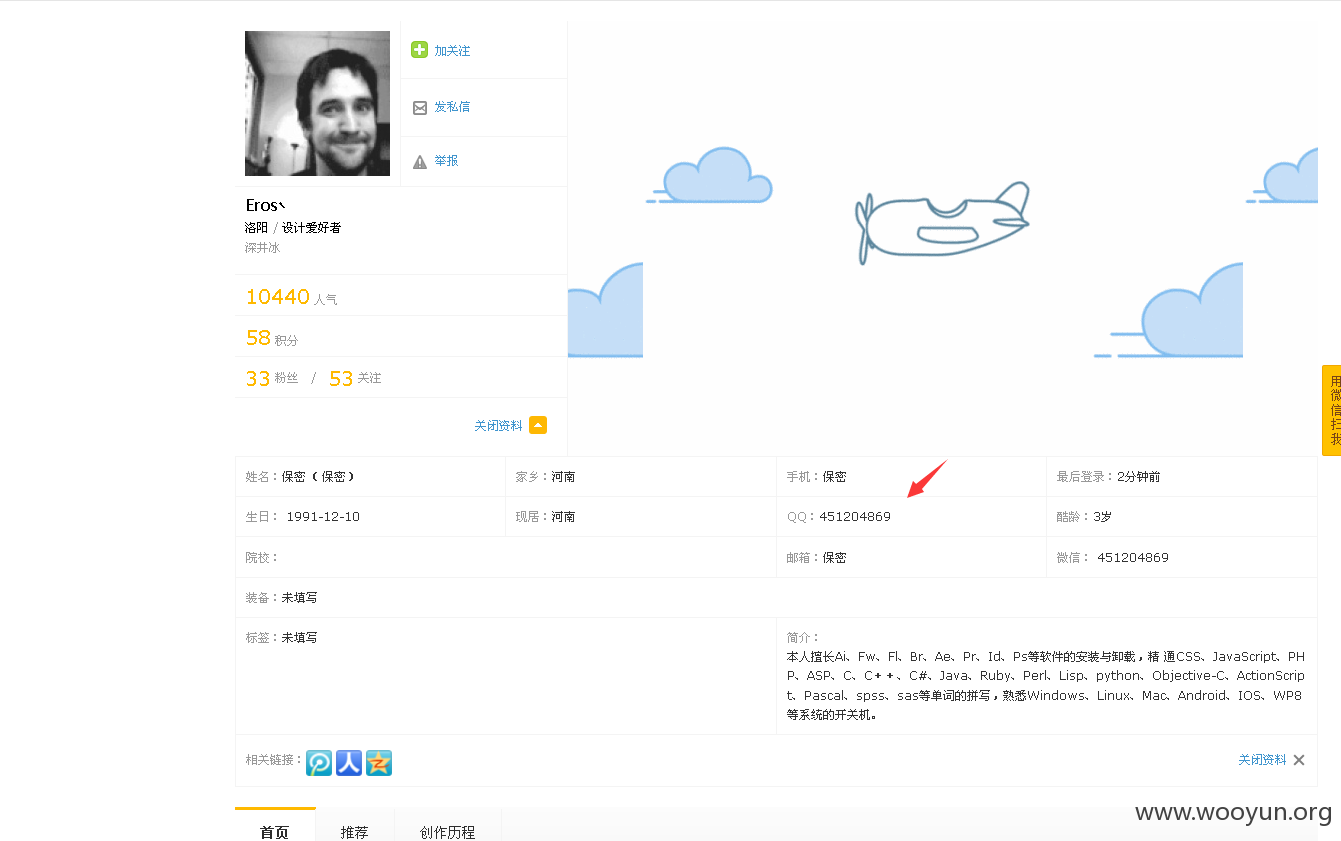 加关注
发私信
举报
Eros丶
洛阳 / 设计爱好者
深井冰
10440 人气
58 积分
33 粉丝 / 53 关注
关闭资料
用微信扫我
姓名：保密 ( 保密 )
家乡：河南
手机：保密
最后登录：2分钟前
生日： 1991-12-10
现居：河南
QQ：451204869
酷龄：3岁
院校：
邮箱：保密
微信： 451204869
装备：未填写
标签：未填写
简介：
本人擅长Ai、Fw、Fl、Br、Ae、Pr、Id、Ps等软件的安装与卸载，精 通CSS、JavaScript、PH
P、ASP、C、C＋＋、C#、Java、Ruby、Perl、Lisp、python、Objective-C、ActionScrip
t、Pascal、spss、sas等单词的拼写，熟悉Windows、Linux、Mac、Android、IOS、WP8
等系统的开关机。
相关链接：
关闭资料
www.wooyun.org
首页
推荐
创作历程